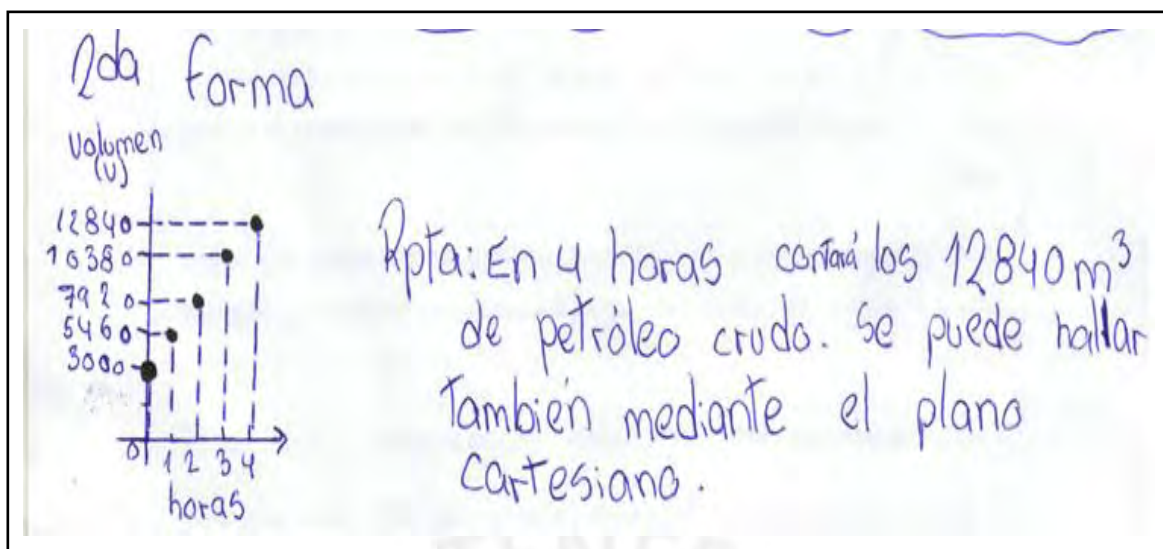 2da forma
volumen
(v)
12840
10380
7920
5460
3000
0
1 2 3 4
horas
Rpta: En 4 horas contará los 12840 m³
de petróleo crudo. Se puede hallar
también mediante el plano
cartesiano.